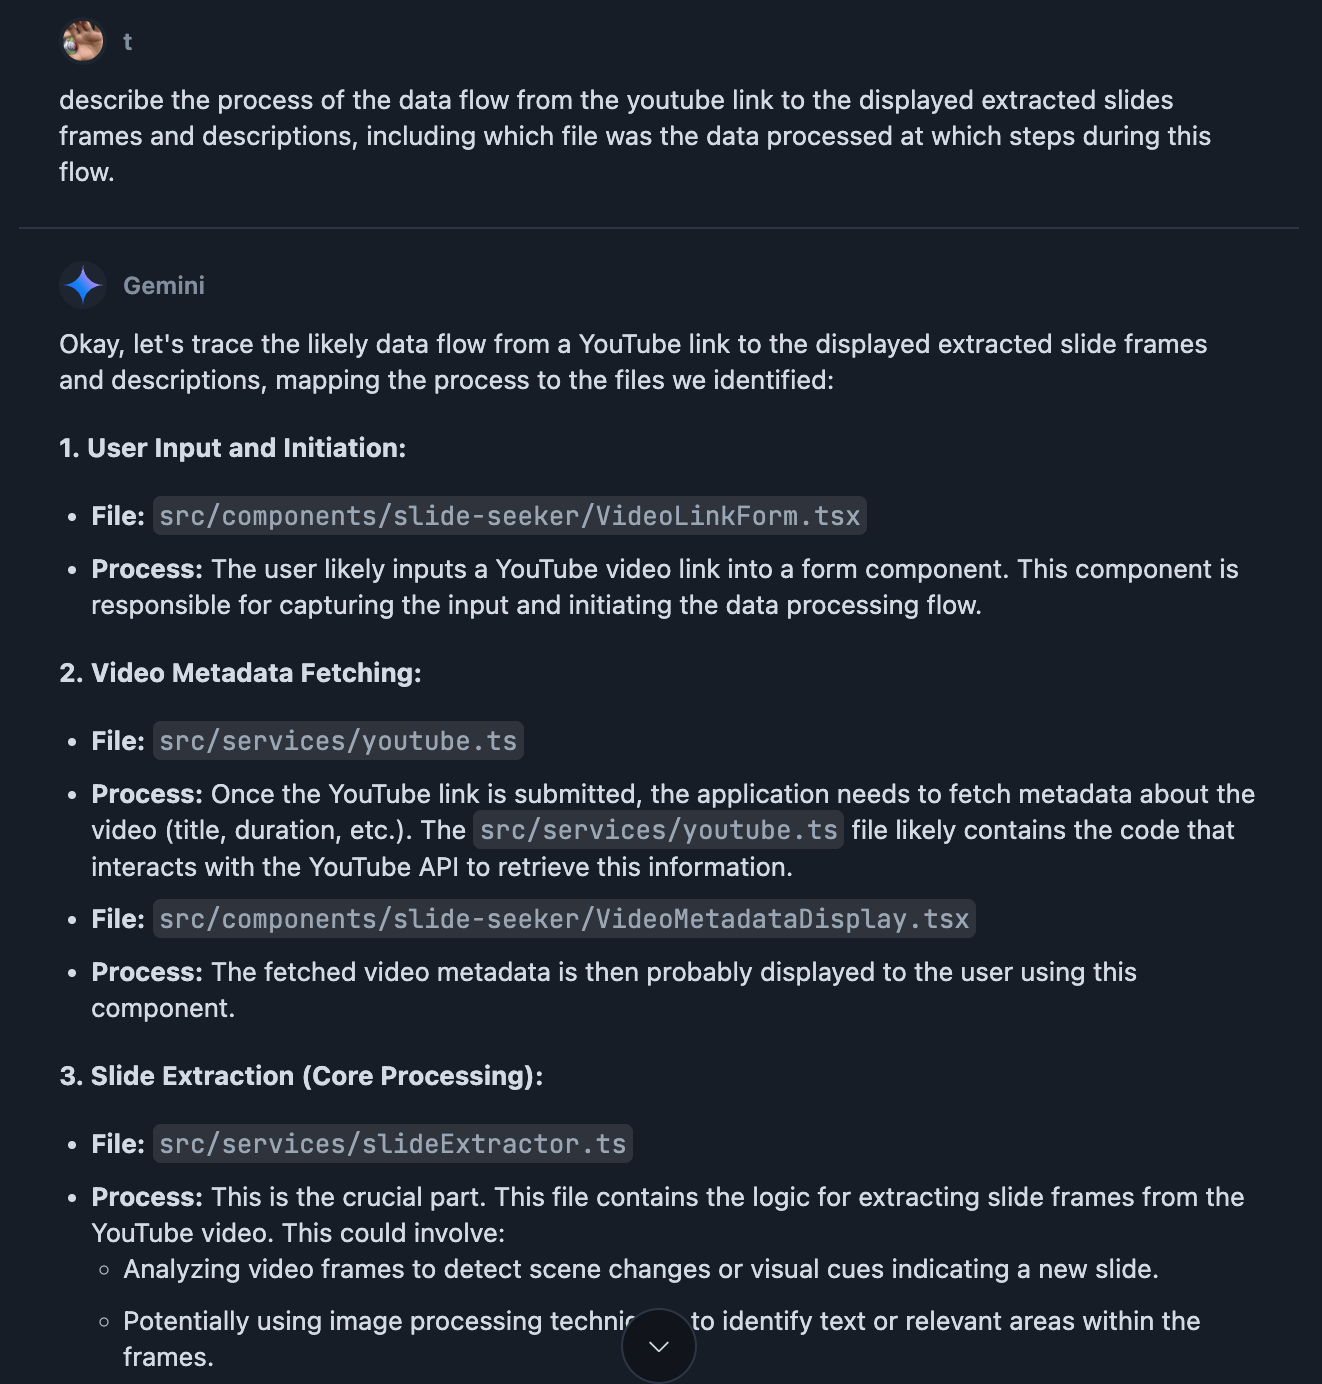 t
describe the process of the data flow from the youtube link to the displayed extracted slides
frames and descriptions, including which file was the data processed at which steps during this
flow.
Gemini
Okay, let's trace the likely data flow from a YouTube link to the displayed extracted slide frames
and descriptions, mapping the process to the files we identified:
1. User Input and Initiation:
• File: src/components/slide-seeker/VideoLinkForm.tsx
• Process: The user likely inputs a YouTube video link into a form component. This component is
responsible for capturing the input and initiating the data processing flow.
2. Video Metadata Fetching:
• File: src/services/youtube.ts
• Process: Once the YouTube link is submitted, the application needs to fetch metadata about the
video (title, duration, etc.). The src/services/youtube.ts file likely contains the code that
interacts with the YouTube API to retrieve this information.
• File: src/components/slide-seeker/VideoMetadataDisplay.tsx
• Process: The fetched video metadata is then probably displayed to the user using this
component.
3. Slide Extraction (Core Processing):
• File: src/services/slideExtractor.ts
• Process: This is the crucial part. This file contains the logic for extracting slide frames from the
YouTube video. This could involve:
◦ Analyzing video frames to detect scene changes or visual cues indicating a new slide.
◦ Potentially using image processing to identify text or relevant areas within the
frames.